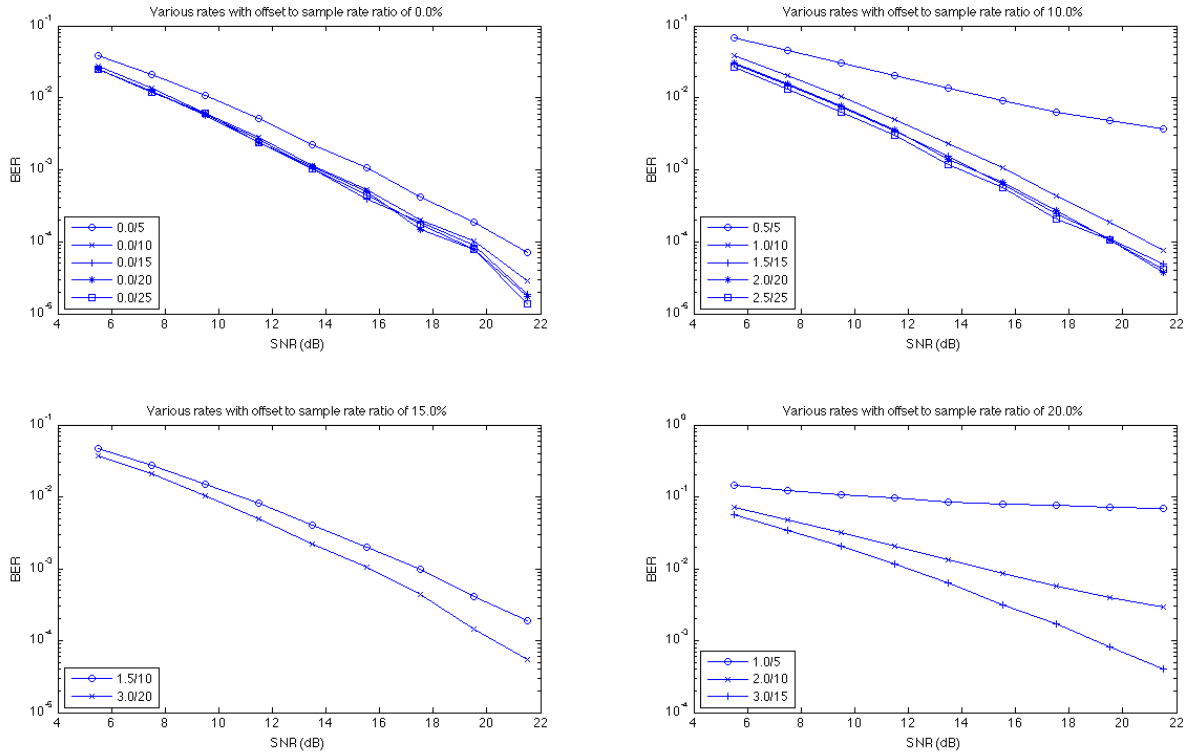 Various rates with offset to sample rate ratio of 0.0%
10^-1
10^-2
10^-3
10^-4
10^-5
BER
0.0/5
0.0/10
0.0/15
0.0/20
0.0/25
4 6 8 10 12 14 16 18 20 22
SNR (dB)
Various rates with offset to sample rate ratio of 10.0%
10^-1
10^-2
10^-3
10^-4
10^-5
BER
0.5/5
1.0/10
1.5/15
2.0/20
2.5/25
4 6 8 10 12 14 16 18 20 22
SNR (dB)
Various rates with offset to sample rate ratio of 15.0%
10^-1
10^-2
10^-3
10^-4
10^-5
BER
1.5/10
3.0/20
4 6 8 10 12 14 16 18 20 22
SNR (dB)
Various rates with offset to sample rate ratio of 20.0%
10^0
10^-1
10^-2
10^-3
10^-4
BER
1.0/5
2.0/10
3.0/15
4 6 8 10 12 14 16 18 20 22
SNR (dB)